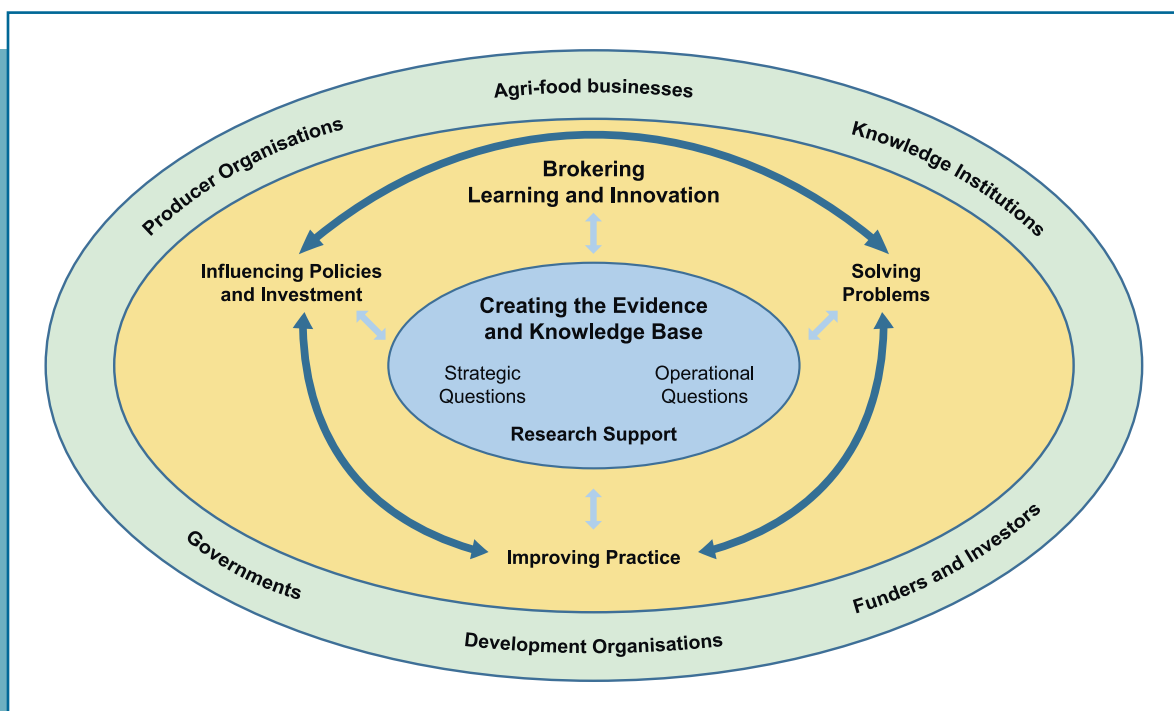 Agri-food businesses
Producer Organisations
Knowledge Institutions
Brokering
Learning and Innovation
Influencing Policies
and Investment
Solving
Problems
Creating the Evidence
and Knowledge Base
Strategic
Questions
Operational
Questions
Research Support
Improving Practice
Governments
Funders and Investors
Development Organisations